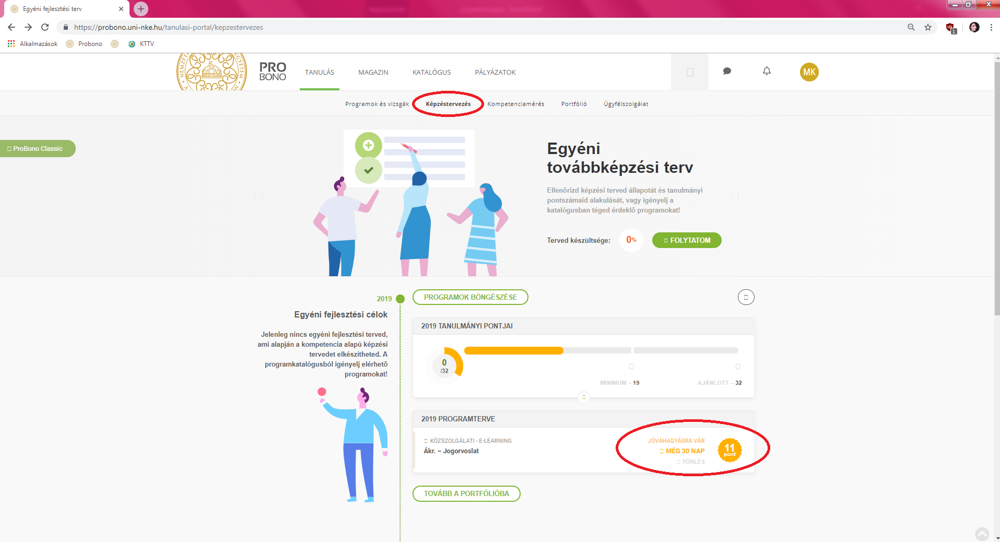 Egyéni fejlesztési terv
https://probono.uni-nke.hu/tanulasi-portal/kepzestervezes
1
Alkalmazások
Probono
KTTV
PRO
BONO
TANULÁS
MAGAZIN
KATALÓGUS
PÁLYÁZATOK
MK
Programok és vizsgák
Képzéstervezés
Kompetenciamérés
Portfólió
Ügyfélszolgálat
ProBono Classic
Egyéni
továbbképzési terv
Ellenőrizd képzési terved állapotát és tanulmányi
pontszámaid alakulását, vagy igényelj a
katalógusban téged érdeklő programokat!
Terved készültsége:
0%
FOLYTATOM
2019
Egyéni fejlesztési célok
Jelenleg nincs egyéni fejlesztési terved,
ami alapján a kompetencia alapú képzési
tervedet elkészítheted. A
programkatalógusból igényelj elérhető
programokat!
PROGRAMOK BÖNGÉSZÉSE
2019 TANULMÁNYI PONTJAI
0
/32
MINIMUM – 19
AJÁNLOTT – 32
2019 PROGRAMTERVE
KÖZSZOLGÁLATI - E-LEARNING
Ákr. – Jogorvoslat
JÓVÁHAGYÁSRA VÁR
MÉG 30 NAP
TÖRLÉS
11
pont
TOVÁBB A PORTFÓLIÓBA